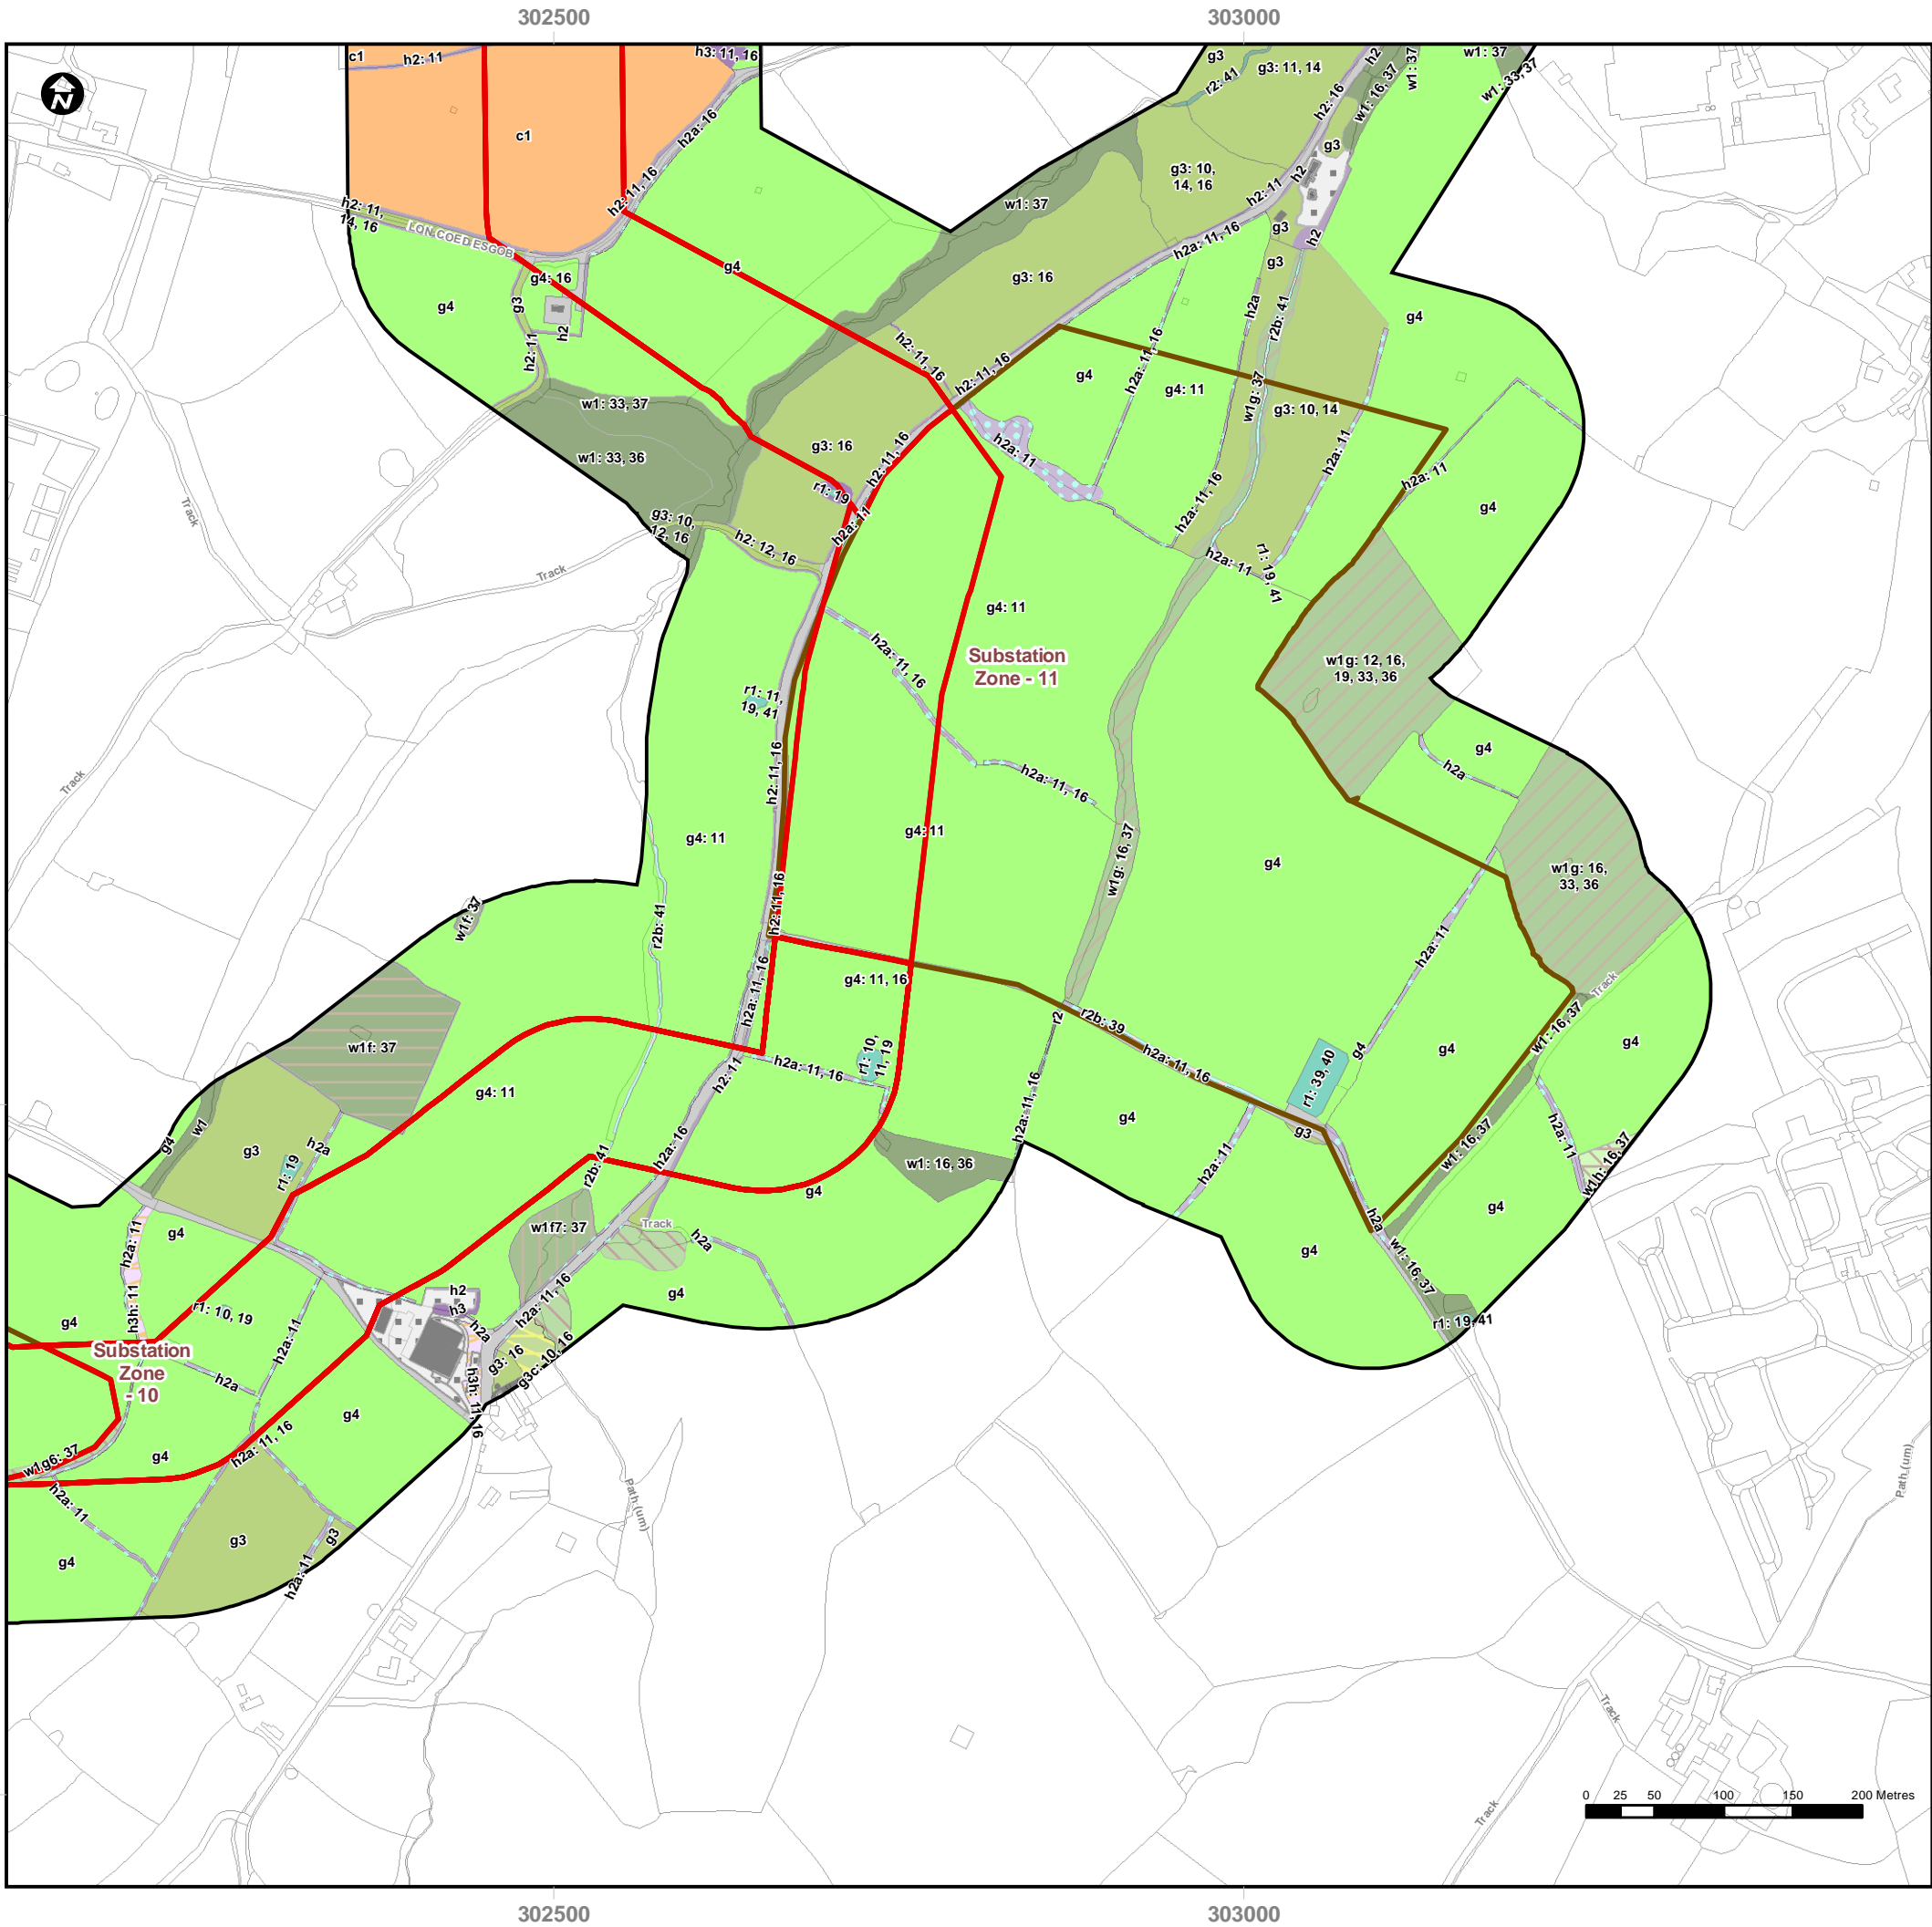 302500
303000
N
c1
h2: 11
h3: 11, 16
g3
r2: 41
g3: 11, 14
h2
w1: 37
w1: 37
w1: 33, 37
c1
h2a: 16
h2: 16
w1: 16, 37
g3
h2: 11,
14, 16
LON COED ESGOB
h2: 11, 16
g4
w1: 37
g3: 10,
14, 16
h2: 11
h2
g3
h2
h2a: 11, 16
g3
g4: 16
g3
g4
h2
h2: 11
g3: 16
h2a
r2b: 41
g4
h2: 11, 16
h2: 11, 16
g4
h2a: 11, 16
g4: 11
w1g: 37
g3: 10, 14
w1: 33, 37
w1: 33, 36
g3: 16
h2: 11, 16
h2a: 11
h2a: 11
h2a: 11
g4
r1: 19
h2a: 11
h2a: 11, 16
g3: 10,
12, 16
h2: 12, 16
h2a: 11
r1: 19,
41
Track
Track
g4: 11
Substation
Zone - 11
h2a: 11, 16
w1g: 12, 16,
19, 33, 36
r1: 11,
19, 41
h2: 11, 16
h2a: 11, 16
g4
h2a
Track
g4: 11
g4: 11
g4
w1g: 16, 37
w1g: 16,
33, 36
w1f: 37
r2b: 41
h2: 11, 16
h2a: 11
h2a: 11, 16
g4: 11, 16
Track
r2
r2b: 39
w1: 16, 37
w1f: 37
g4: 11
h2: 11
h2a: 11, 16
r1: 10,
11, 19
h2a: 11, 16
h2a: 11, 16
r1: 39, 40
g4
g4
g4
g4
g3
w1: 16, 37
h2a: 11
w1h: 16, 37
g4
w1
g3
h2a
r1: 19
r2b: 41
h2a: 16
w1: 16, 36
g4
h2a: 11
h2a
g4
g4
w1: 16, 37
r1: 19, 41
w1f7: 37
Track
h2a
g4
h2a: 11
g4
h3h: 11
r1: 10, 19
g4
h2a: 11
h2
h3
h2a
h2a: 11, 16
g3: 16
g3c: 10, 16
h3h: 11, 16
Substation
Zone
- 10
h2a
g4
g4
w1g6: 37
h2a: 11, 16
h2a: 11
g4
g3
g3
h2a: 11
Path (um)
Path (um)
Track
Track
0 25 50 100 150 200 Metres
302500
303000